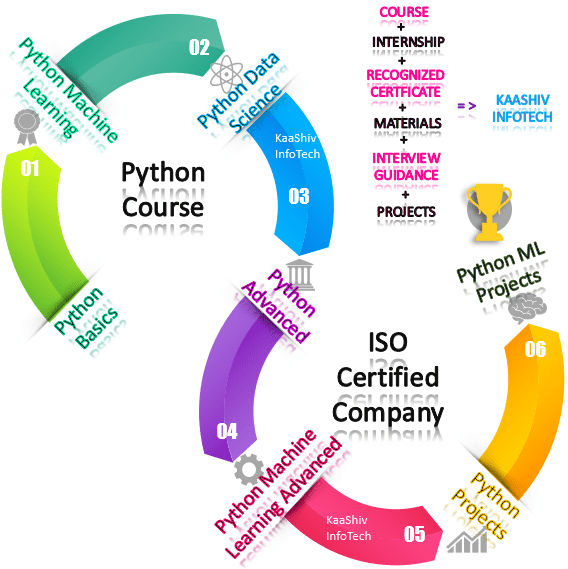 02
Python Machine
Learning
Python Data
Science
01
Python
Course
KaaShiv
InfoTech
03
Python
Basics
COURSE
+
INTERNSHIP
+
RECOGNIZED
CERTFICATE
+
MATERIALS
+
INTERVIEW
GUIDANCE
+
PROJECTS
=>
KAASHIV
INFOTECH
Python
Advanced
04
ISO
Certified
Company
Python ML
Projects
06
Python Machine
Learning Advanced
KaaShiv
InfoTech
05
Python
Projects